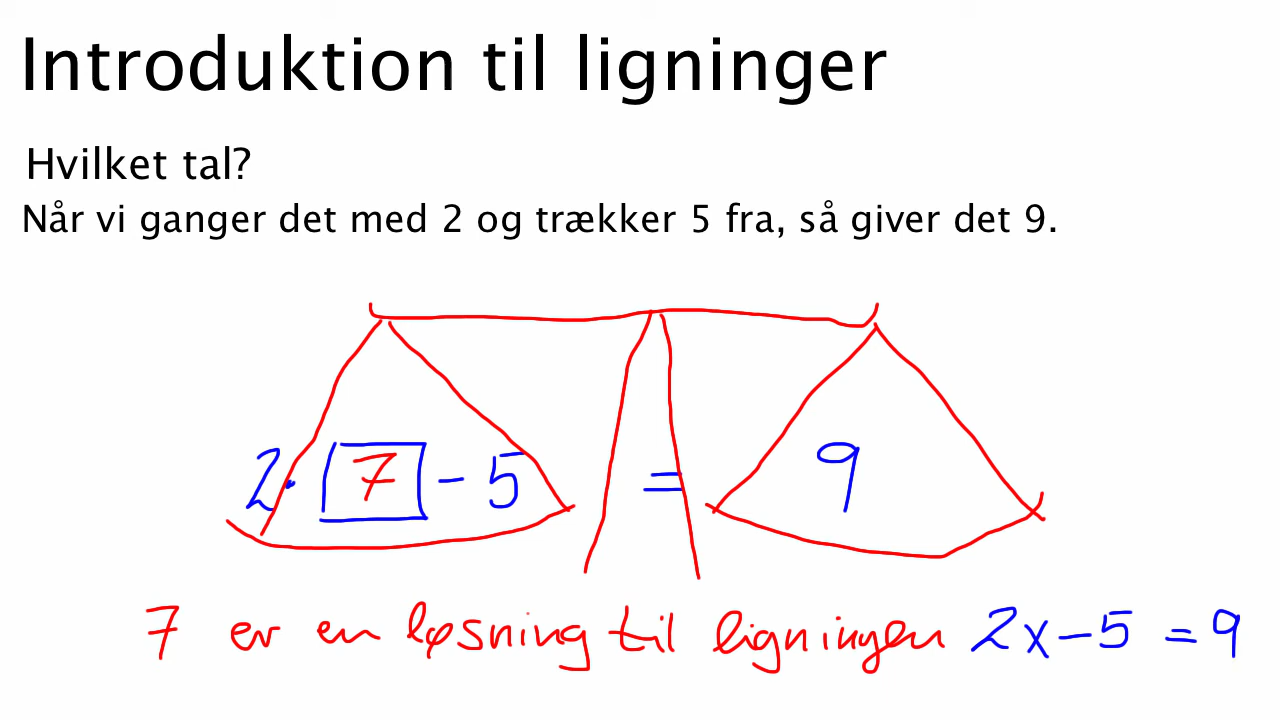 Introduktion til ligninger
Hvilket tal?
Når vi ganger det med 2 og trækker 5 fra, så giver det 9.
2 · 7 - 5 = 9
7 er en løsning til ligningen 2x - 5 = 9